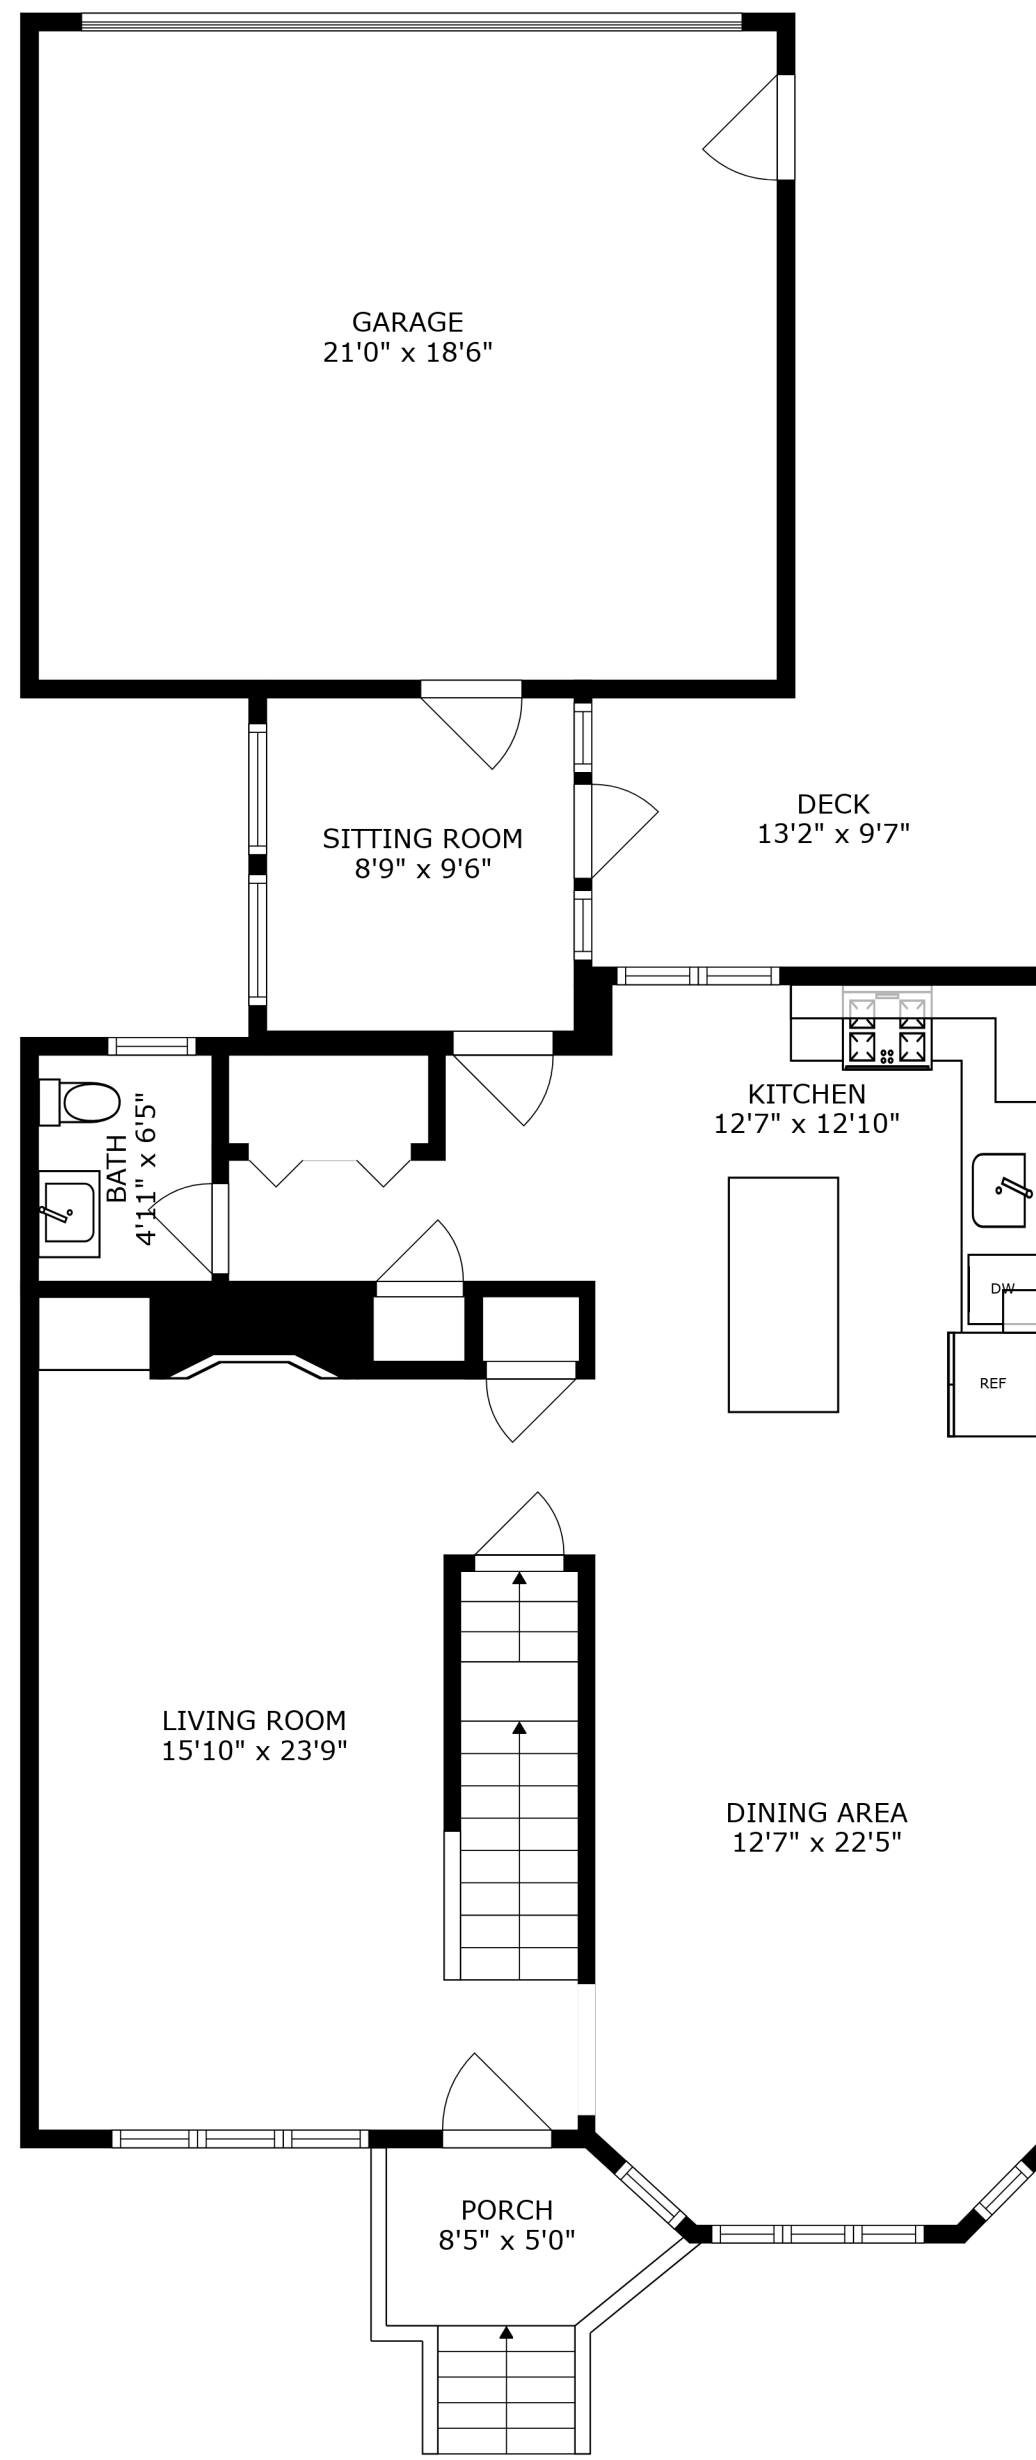 GARAGE
21'0" x 18'6"
SITTING ROOM
8'9" x 9'6"
DECK
13'2" x 9'7"
KITCHEN
12'7" x 12'10"
BATH
4'11" x 6'5"
DW
REF
LIVING ROOM
15'10" x 23'9"
DINING AREA
12'7" x 22'5"
PORCH
8'5" x 5'0"